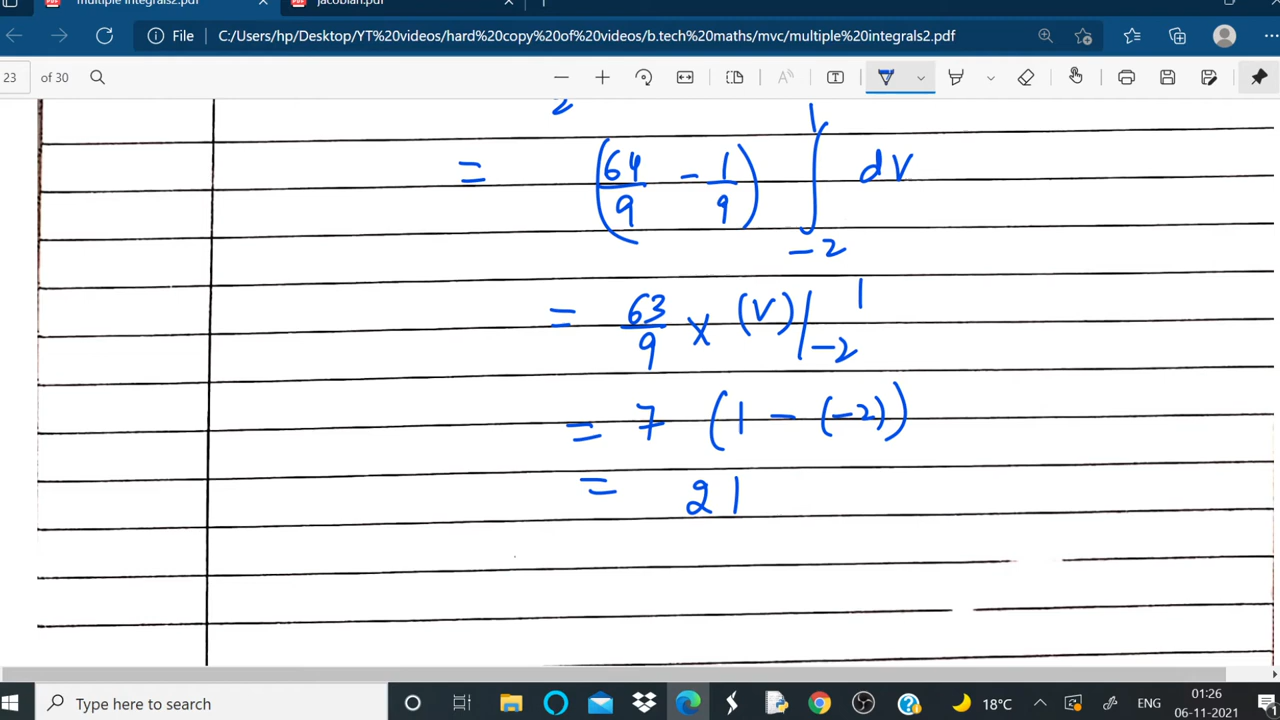 multiple integrals2.pdf
jacobian.pdf
File C:/Users/hp/Desktop/YT%20videos/hard%20copy%20of%20videos/b.tech%20maths/mvc/multiple%20integrals2.pdf
23 of 30
2
= (64/9 - 1/9) ∫_{-2}^{1} dv
= 63/9 × (v)|_{-2}^{1}
= 7 (1 - (-2))
= 21
Type here to search
18°C ENG 01:26
06-11-2021